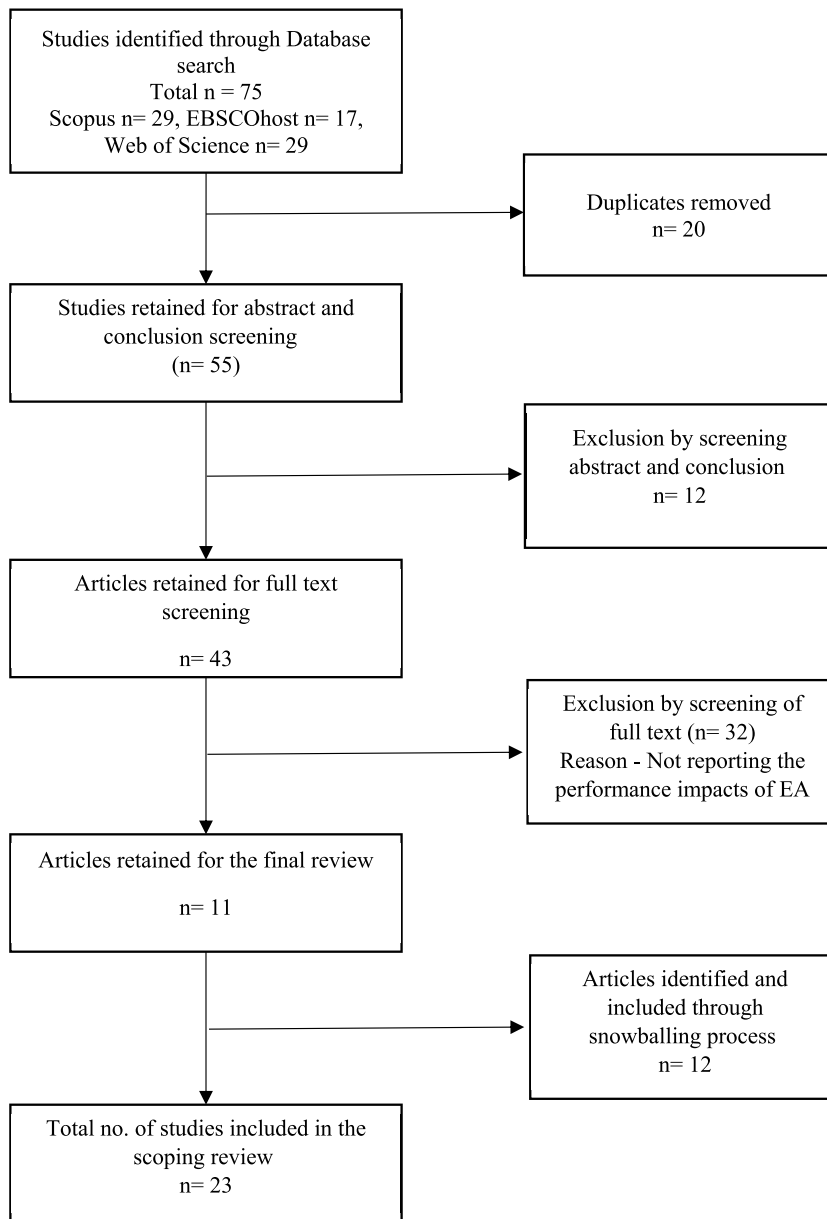 Studies identified through Database
search
Total n = 75
Scopus n= 29, EBSCOhost n= 17,
Web of Science n= 29
Duplicates removed
n= 20
Studies retained for abstract and
conclusion screening
(n= 55)
Exclusion by screening
abstract and conclusion
n= 12
Articles retained for full text
screening
n= 43
Exclusion by screening of
full text (n= 32)
Reason - Not reporting the
performance impacts of EA
Articles retained for the final review
n= 11
Articles identified and
included through
snowballing process
n= 12
Total no. of studies included in the
scoping review
n= 23